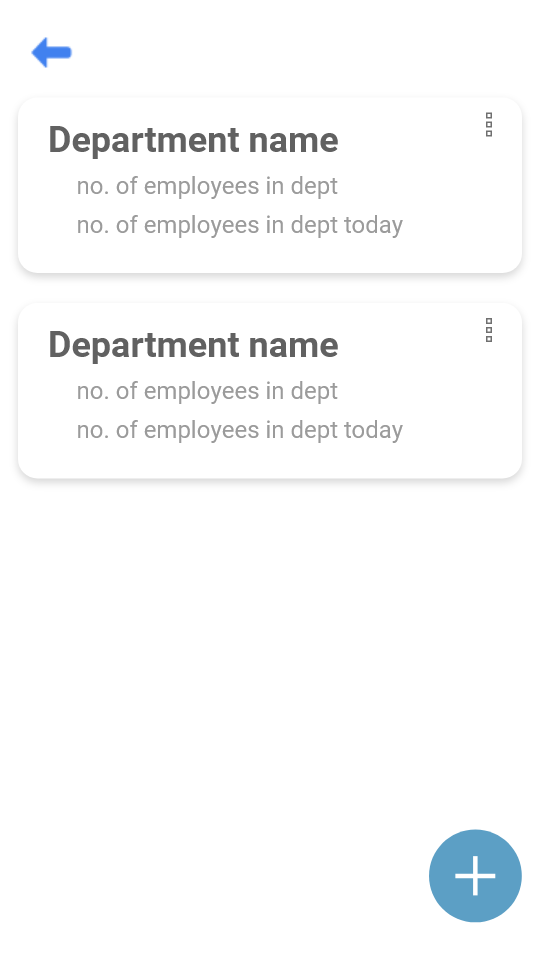 Department name
no. of employees in dept
no. of employees in dept today
Department name
no. of employees in dept
no. of employees in dept today